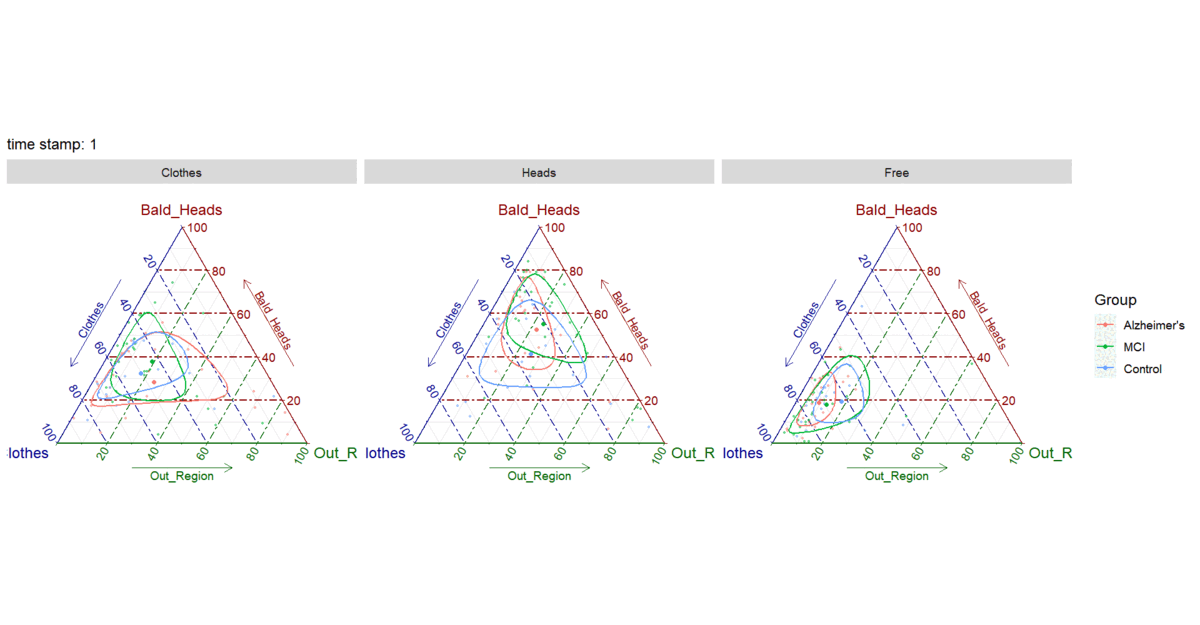 time stamp: 1
Clothes
Heads
Free
Bald_Heads Bald_Heads Bald_Heads
100 100 100
20 80 20 80 20 80
40 60 40 60 40 60
60 40 60 40 60 40
80 20 80 20 80 20
100 100 100
Clothes Bald_Heads Clothes Bald_Heads Clothes Bald_Heads
lothes 20 40 60 80 100 Out_R
lothes 20 40 60 80 100 Out_R
lothes 20 40 60 80 100 Out_R
Out_Region Out_Region Out_Region
Group
Alzheimer's
MCI
Control